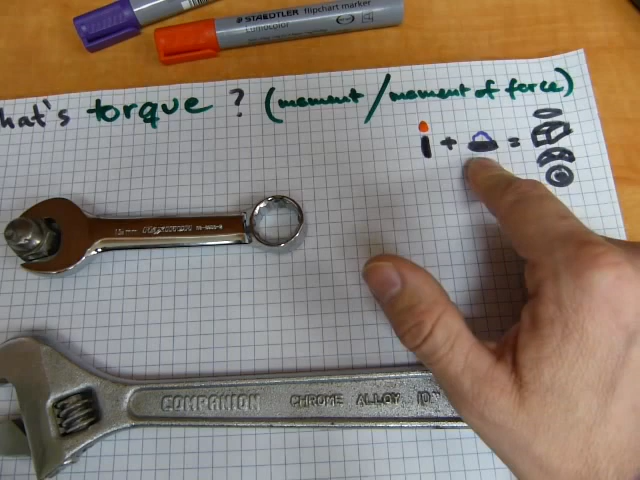 STAEDTLER flipchart marker
Lumocolor
hat's torque ? (moment/moment of force)
i + =
COMPANION CHROME ALLOY 10"